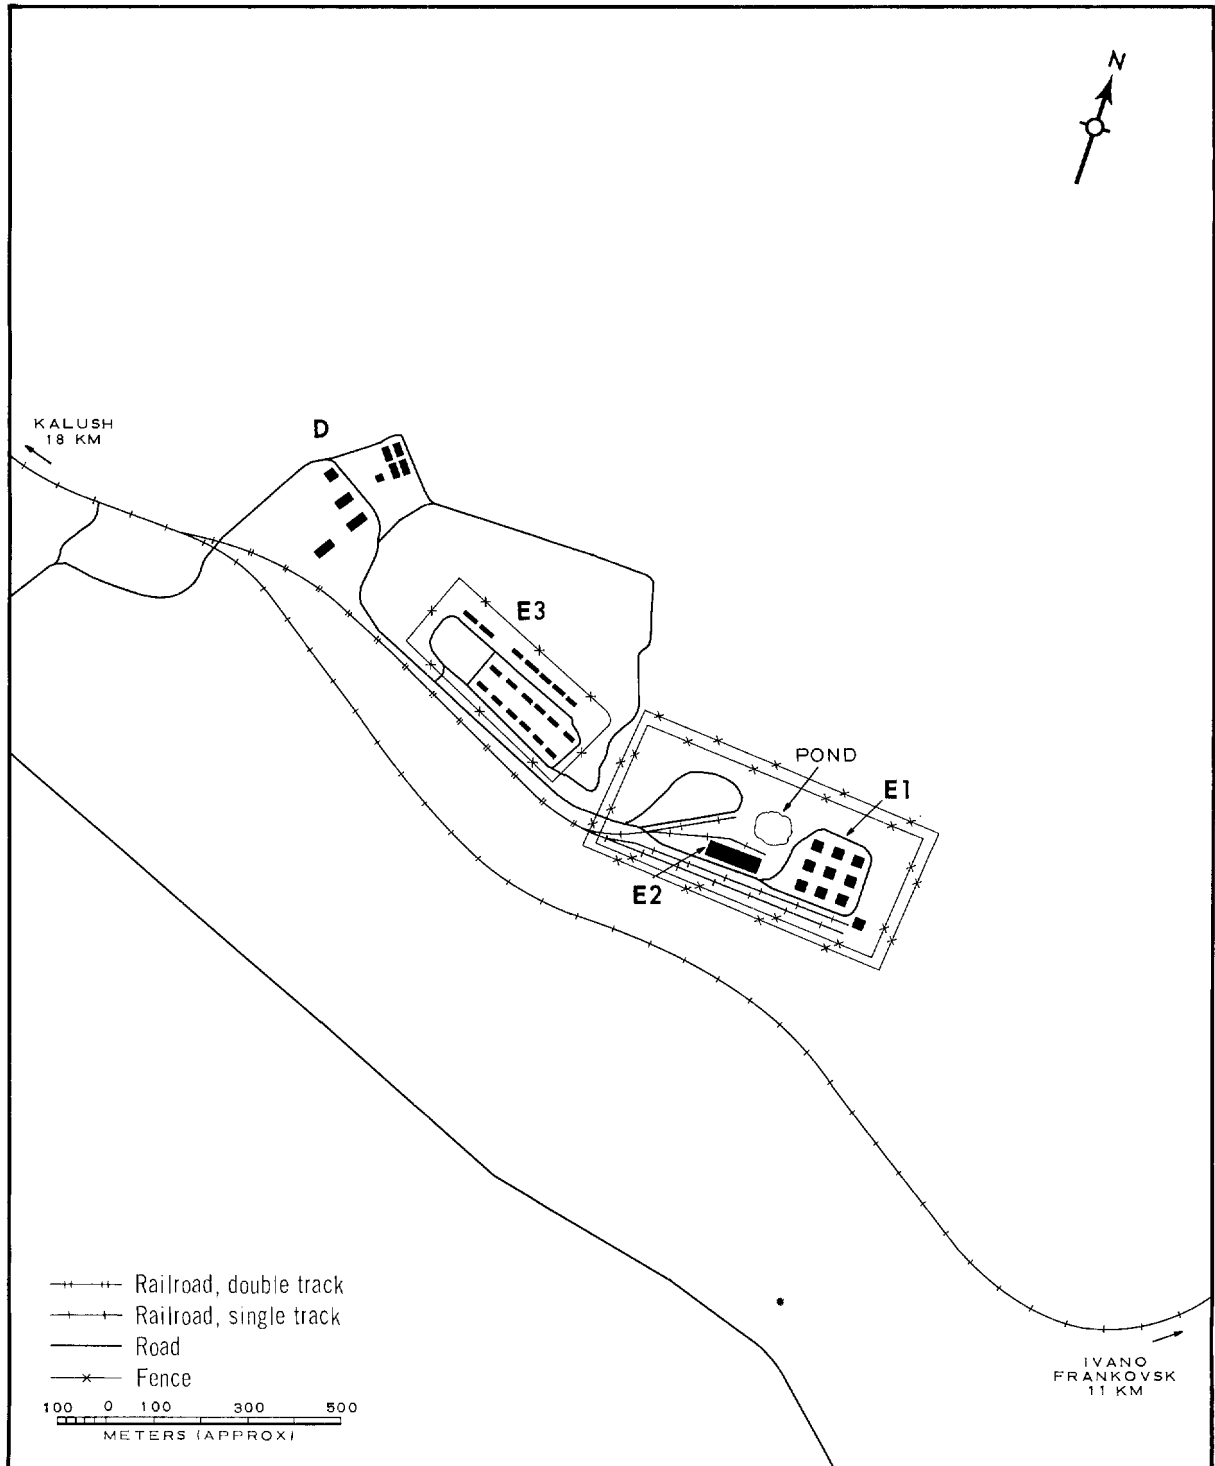 N
KALUSH
18 KM
D
E3
POND
E1
E2
Railroad, double track
Railroad, single track
Road
Fence
100 0 100 300 500
METERS (APPROX)
IVANO
FRANKOVSK
11 KM